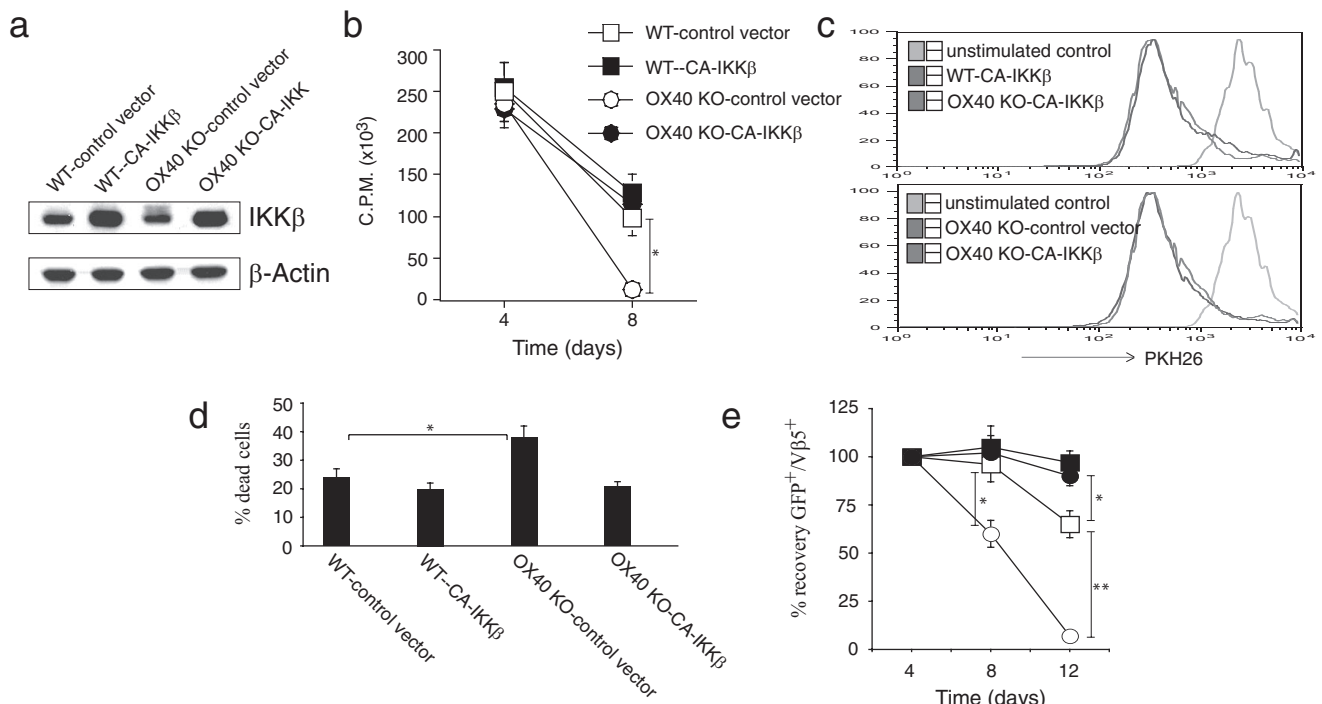 a
WT-control vector
WT--CA-IKKβ
OX40 KO-control vector
OX40 KO-CA-IKK
IKKβ
β-Actin
b
WT-control vector
WT--CA-IKKβ
OX40 KO-control vector
OX40 KO-CA-IKKβ
C.P.M. (x10³)
300
250
200
150
100
50
0
*
4 8
Time (days)
c
100
80
60
40
20
0
unstimulated control
WT-CA-IKKβ
OX40 KO-CA-IKKβ
10⁰ 10¹ 10² 10³ 10⁴
100
80
60
40
20
0
unstimulated control
OX40 KO-control vector
OX40 KO-CA-IKKβ
10⁰ 10¹ 10² 10³ 10⁴
PKH26
d
% dead cells
50
40
30
20
10
0
*
WT-control vector
WT--CA-IKKβ
OX40 KO-control vector
OX40 KO-CA-IKKβ
e
% recovery GFP⁺/Vβ5⁺
125
100
75
50
25
0
*
*
**
4 8 12
Time (days)